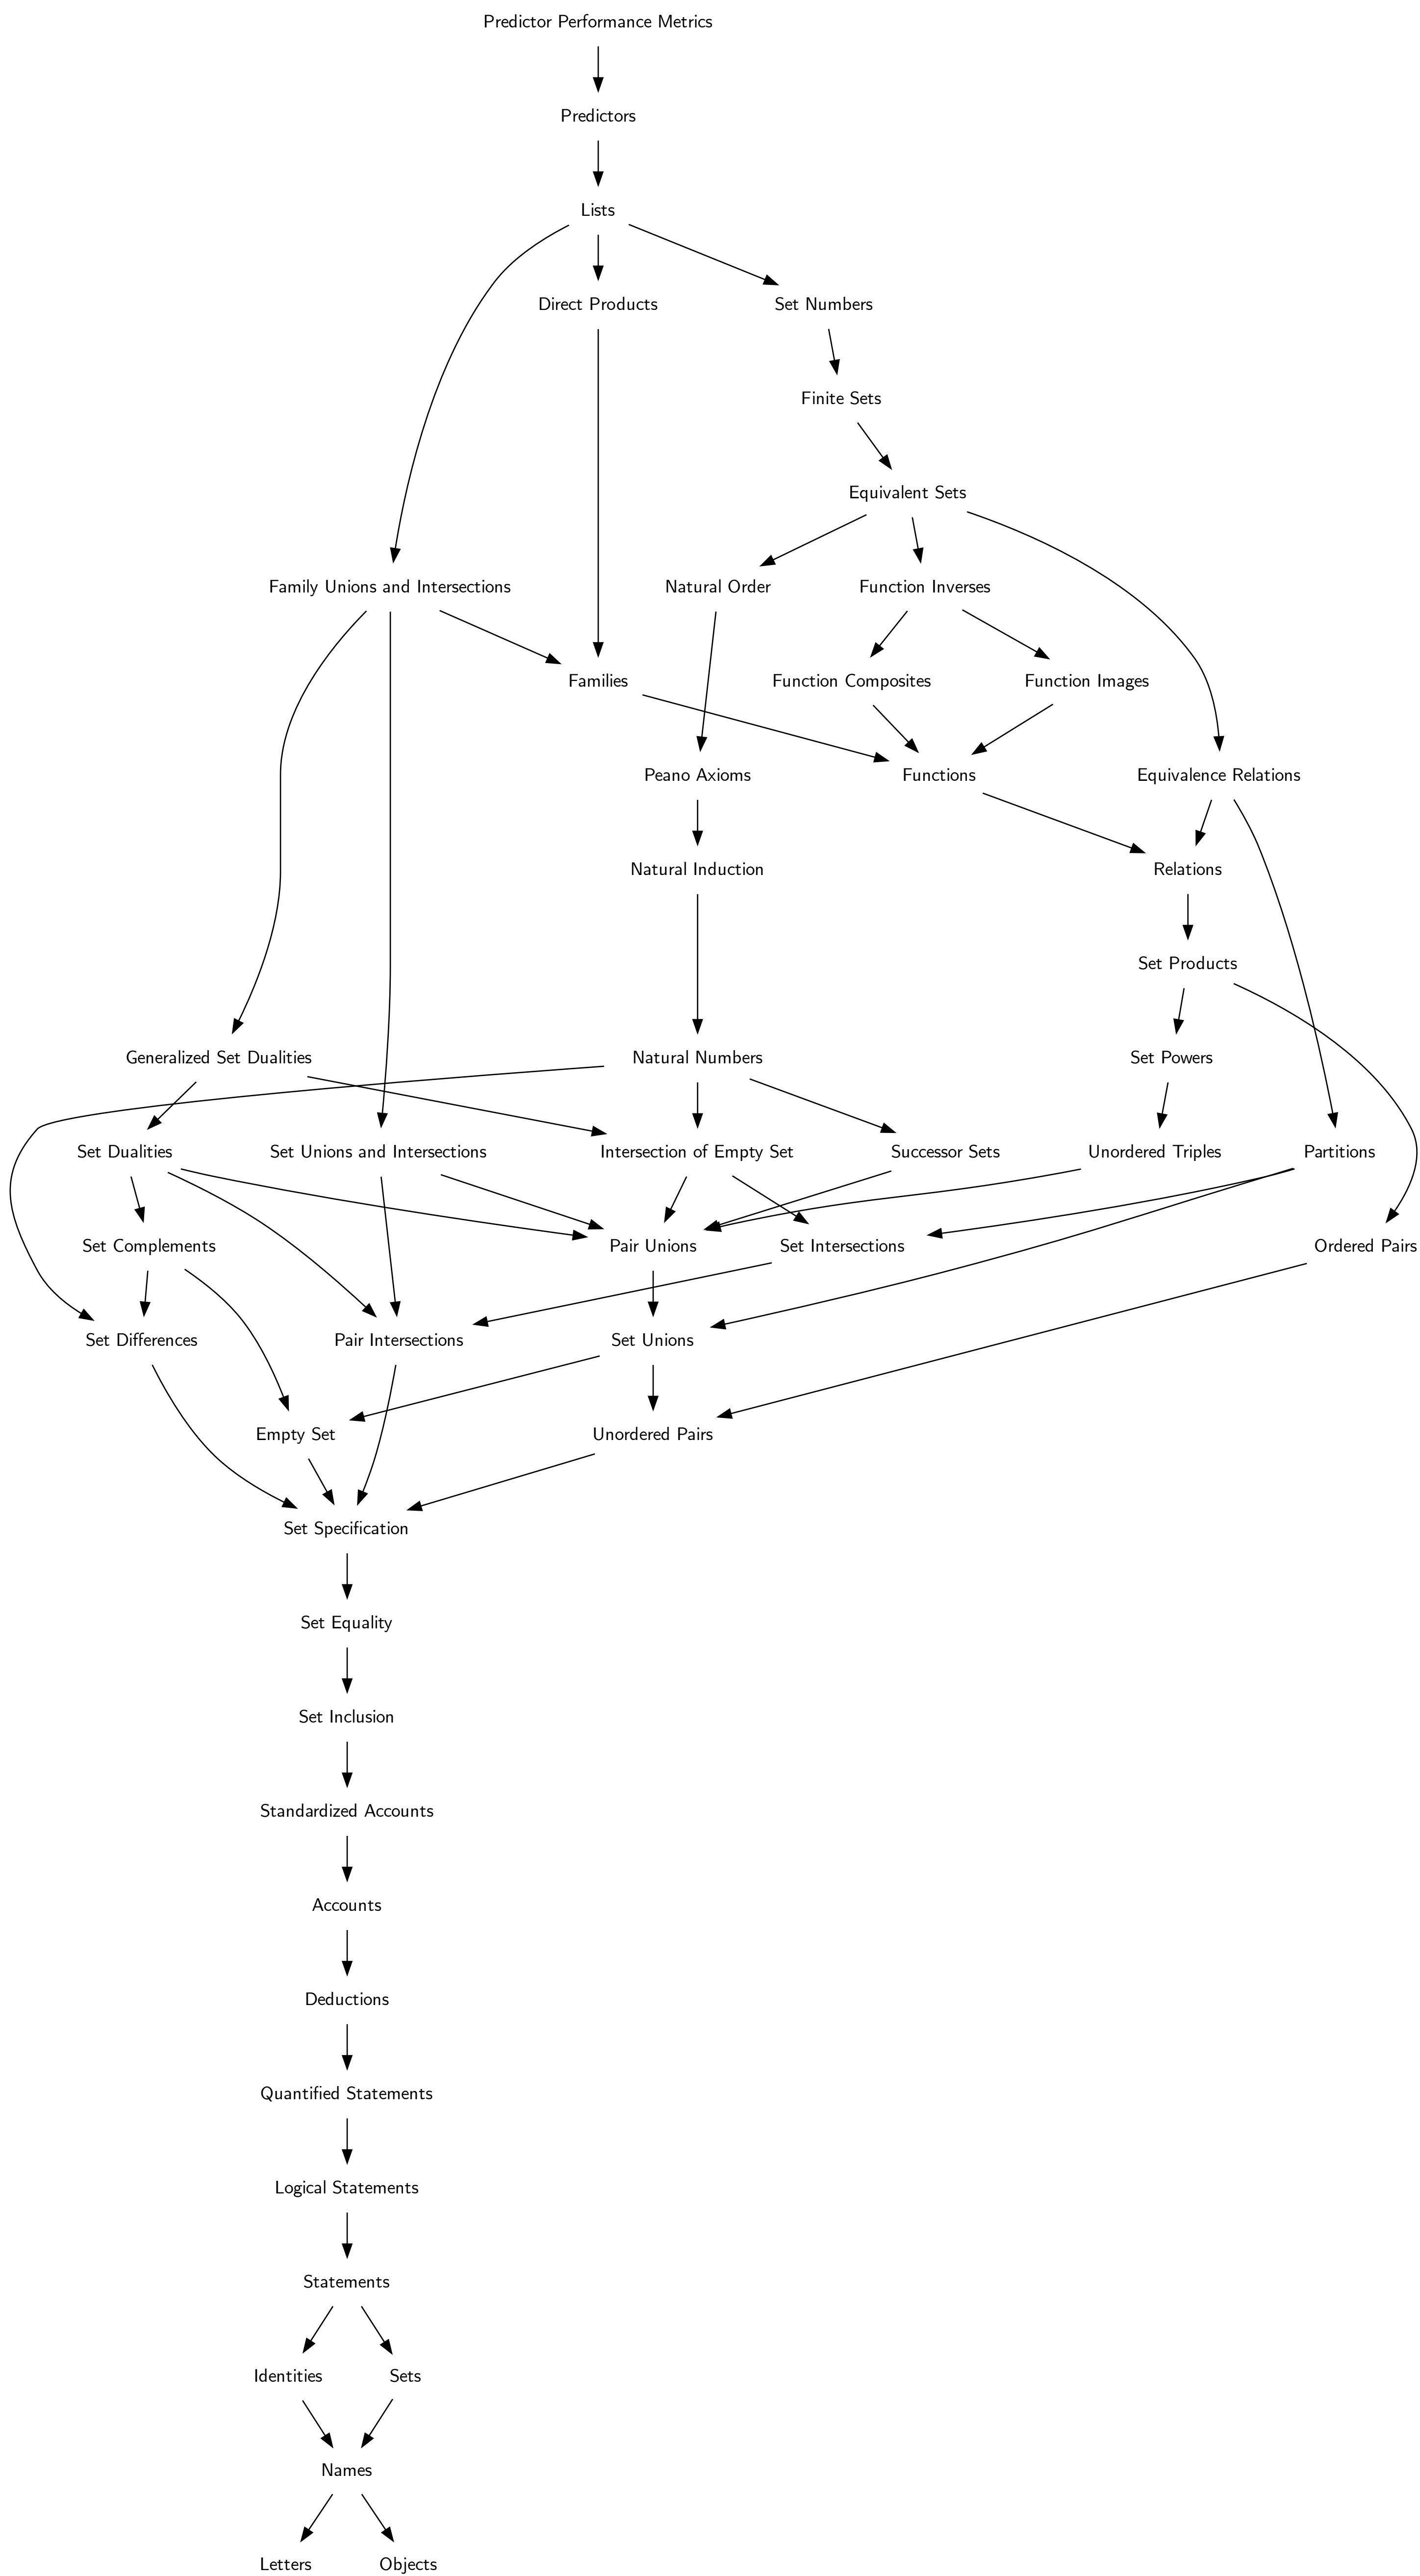 Predictor Performance Metrics
Predictors
Lists
Direct Products
Set Numbers
Finite Sets
Equivalent Sets
Family Unions and Intersections
Natural Order
Function Inverses
Families
Function Composites
Function Images
Peano Axioms
Functions
Equivalence Relations
Natural Induction
Relations
Set Products
Generalized Set Dualities
Natural Numbers
Set Powers
Set Dualities
Set Unions and Intersections
Intersection of Empty Set
Successor Sets
Unordered Triples
Partitions
Set Complements
Pair Unions
Set Intersections
Ordered Pairs
Set Differences
Pair Intersections
Set Unions
Empty Set
Unordered Pairs
Set Specification
Set Equality
Set Inclusion
Standardized Accounts
Accounts
Deductions
Quantified Statements
Logical Statements
Statements
Identities
Sets
Names
Letters
Objects